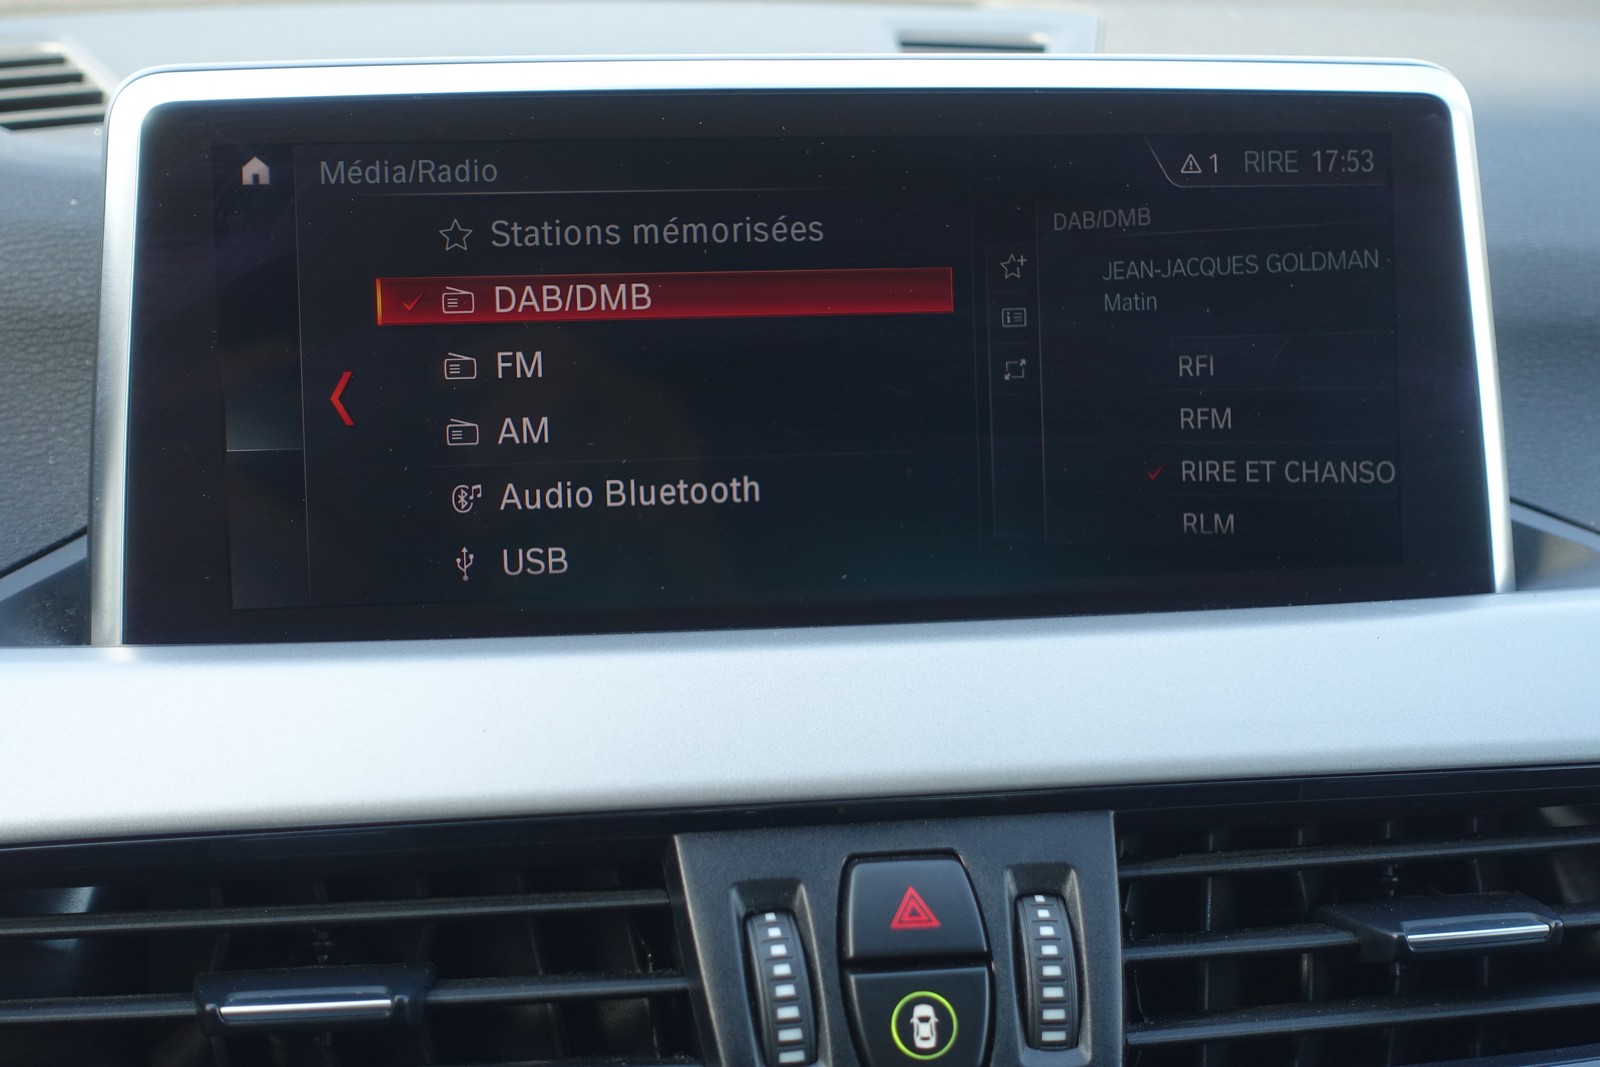 Média/Radio
1 RIRE 17:53
Stations mémorisées
DAB/DMB
FM
AM
Audio Bluetooth
USB
DAB/DMB
JEAN-JACQUES GOLDMAN
Matin
RFI
RFM
RIRE ET CHANSO
RLM